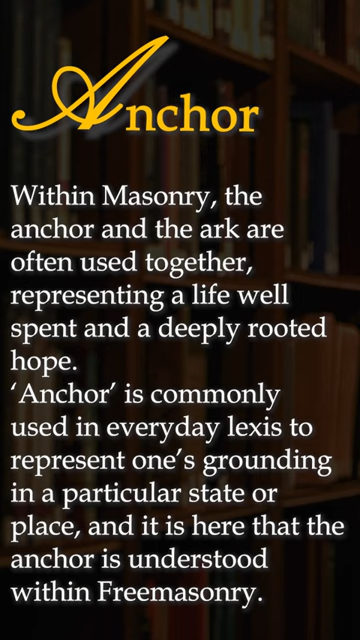 Anchor
Within Masonry, the
anchor and the ark are
often used together,
representing a life well
spent and a deeply rooted
hope.
‘Anchor’ is commonly
used in everyday lexis to
represent one’s grounding
in a particular state or
place, and it is here that the
anchor is understood
within Freemasonry.